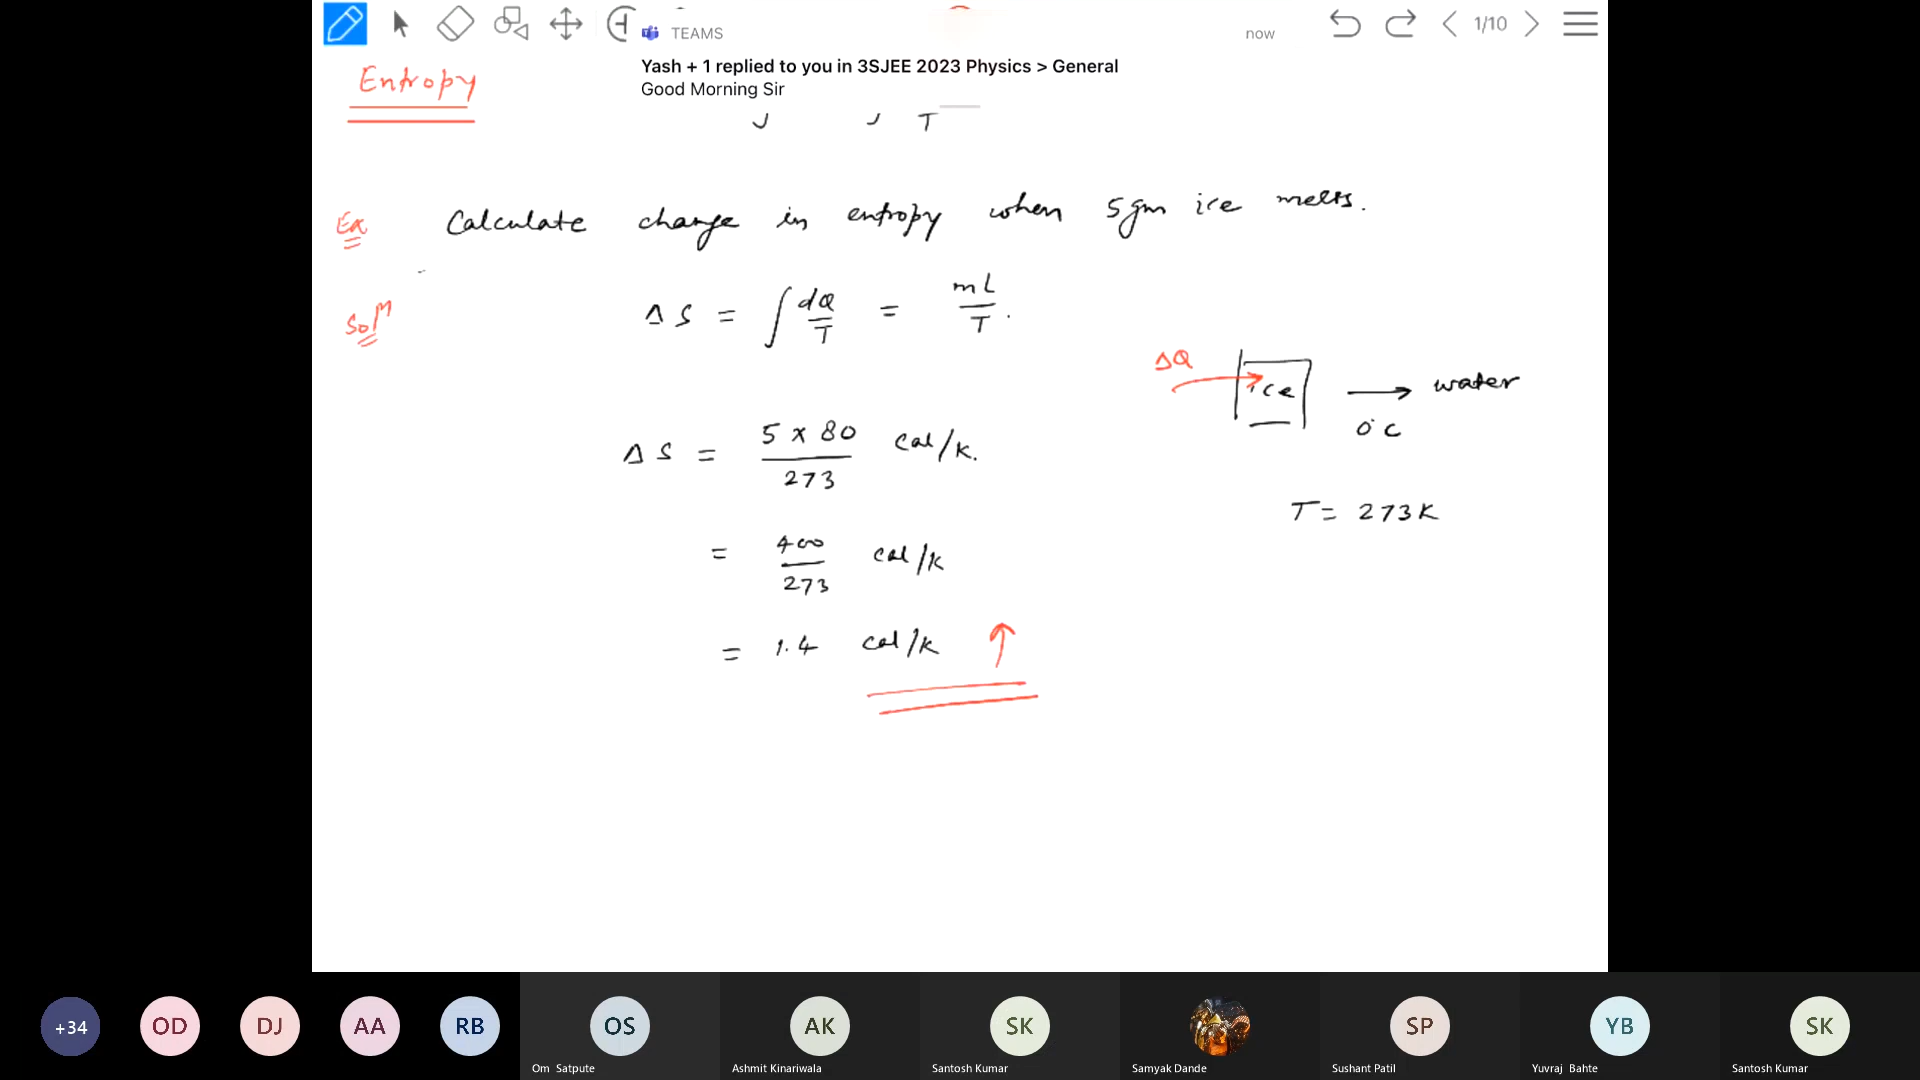 TEAMS
now
1/10
Yash + 1 replied to you in 3SJEE 2023 Physics > General
Good Morning Sir
Entropy
T
Ex Calculate change in entropy when 5gm ice melts.
Soln ΔS = ∫ dQ/T = mL/T.
ΔQ ice → water
0°C
ΔS = 5 x 80 / 273 cal/K.
T = 273K
= 400/273 cal/K
= 1.4 cal/K ↑
+34 OD DJ AA RB OS AK SK SP YB SK
Om Satpute Ashmit Kinariwala Santosh Kumar Samyak Dande Sushant Patil Yuvraj Bahte Santosh Kumar